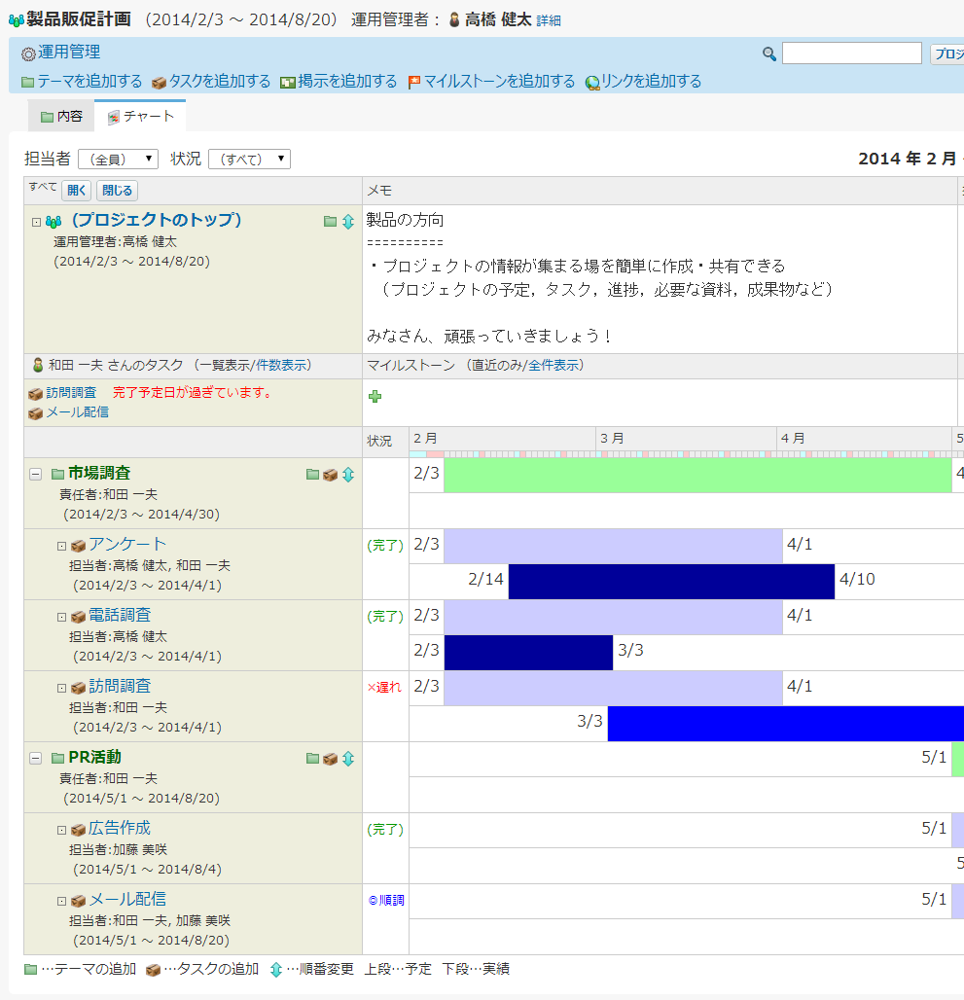 製品販促計画 （2014/2/3 ～ 2014/8/20） 運用管理者： 高橋 健太 詳細
運用管理
テーマを追加する タスクを追加する 掲示を追加する マイルストーンを追加する リンクを追加する
内容 チャート
担当者 （全員） ▼ 状況 （すべて） ▼ 2014 年 2 月
すべて 開く 閉じる メモ
（プロジェクトのトップ）
運用管理者:高橋 健太
(2014/2/3 ～ 2014/8/20)
製品の方向
==========
・プロジェクトの情報が集まる場を簡単に作成・共有できる
（プロジェクトの予定，タスク，進捗，必要な資料，成果物など）
みなさん、頑張っていきましょう！
和田 一夫 さんのタスク （一覧表示/件数表示） マイルストーン （直近のみ/全件表示）
訪問調査 完了予定日が過ぎています。
メール配信
状況 2 月 3 月 4 月 5
市場調査 2/3 4
責任者:和田 一夫
(2014/2/3 ～ 2014/4/30)
アンケート (完了) 2/3 4/1
担当者:高橋 健太, 和田 一夫 2/14 4/10
(2014/2/3 ～ 2014/4/1)
電話調査 (完了) 2/3 4/1
担当者:高橋 健太 2/3 3/3
(2014/2/3 ～ 2014/4/1)
訪問調査 ×遅れ 2/3 4/1
担当者:和田 一夫 3/3
(2014/2/3 ～ 2014/4/1)
PR活動 5/1
責任者:和田 一夫
(2014/5/1 ～ 2014/8/20)
広告作成 (完了) 5/1
担当者:加藤 美咲 5
(2014/5/1 ～ 2014/8/4)
メール配信 ◎順調 5/1
担当者:和田 一夫, 加藤 美咲
(2014/5/1 ～ 2014/8/20)
…テーマの追加 …タスクの追加 …順番変更 上段…予定 下段…実績